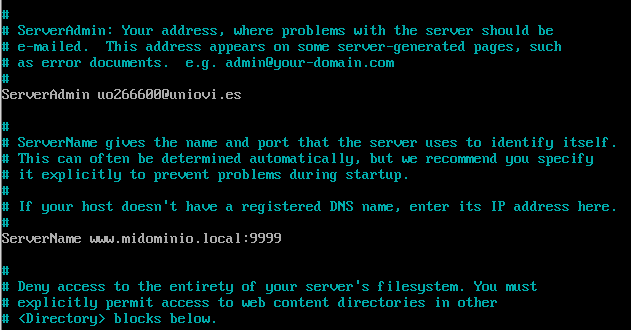 #
# ServerAdmin: Your address, where problems with the server should be
# e-mailed.  This address appears on some server-generated pages, such
# as error documents.  e.g. admin@your-domain.com
#
ServerAdmin uo266600@uniovi.es

#
# ServerName gives the name and port that the server uses to identify itself.
# This can often be determined automatically, but we recommend you specify
# it explicitly to prevent problems during startup.
#
# If your host doesn't have a registered DNS name, enter its IP address here.
#
ServerName www.midominio.local:9999

#
# Deny access to the entirety of your server's filesystem. You must
# explicitly permit access to web content directories in other
# <Directory> blocks below.